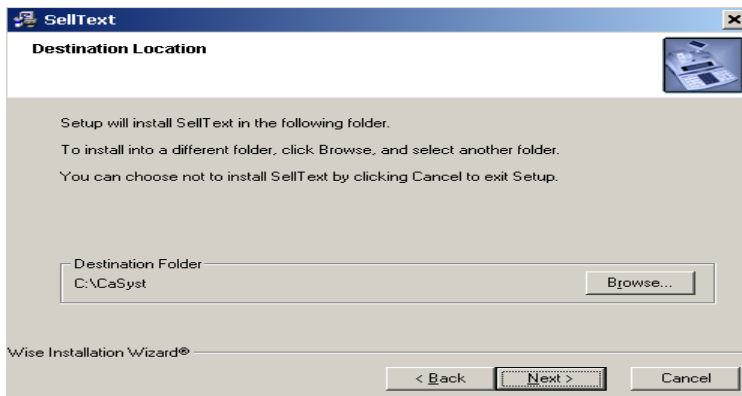 SellText
Destination Location
Setup will install SellText in the following folder.
To install into a different folder, click Browse, and select another folder.
You can choose not to install SellText by clicking Cancel to exit Setup.
Destination Folder
C:\CaSyst
Browse...
Wise Installation Wizard®
< Back
Next >
Cancel